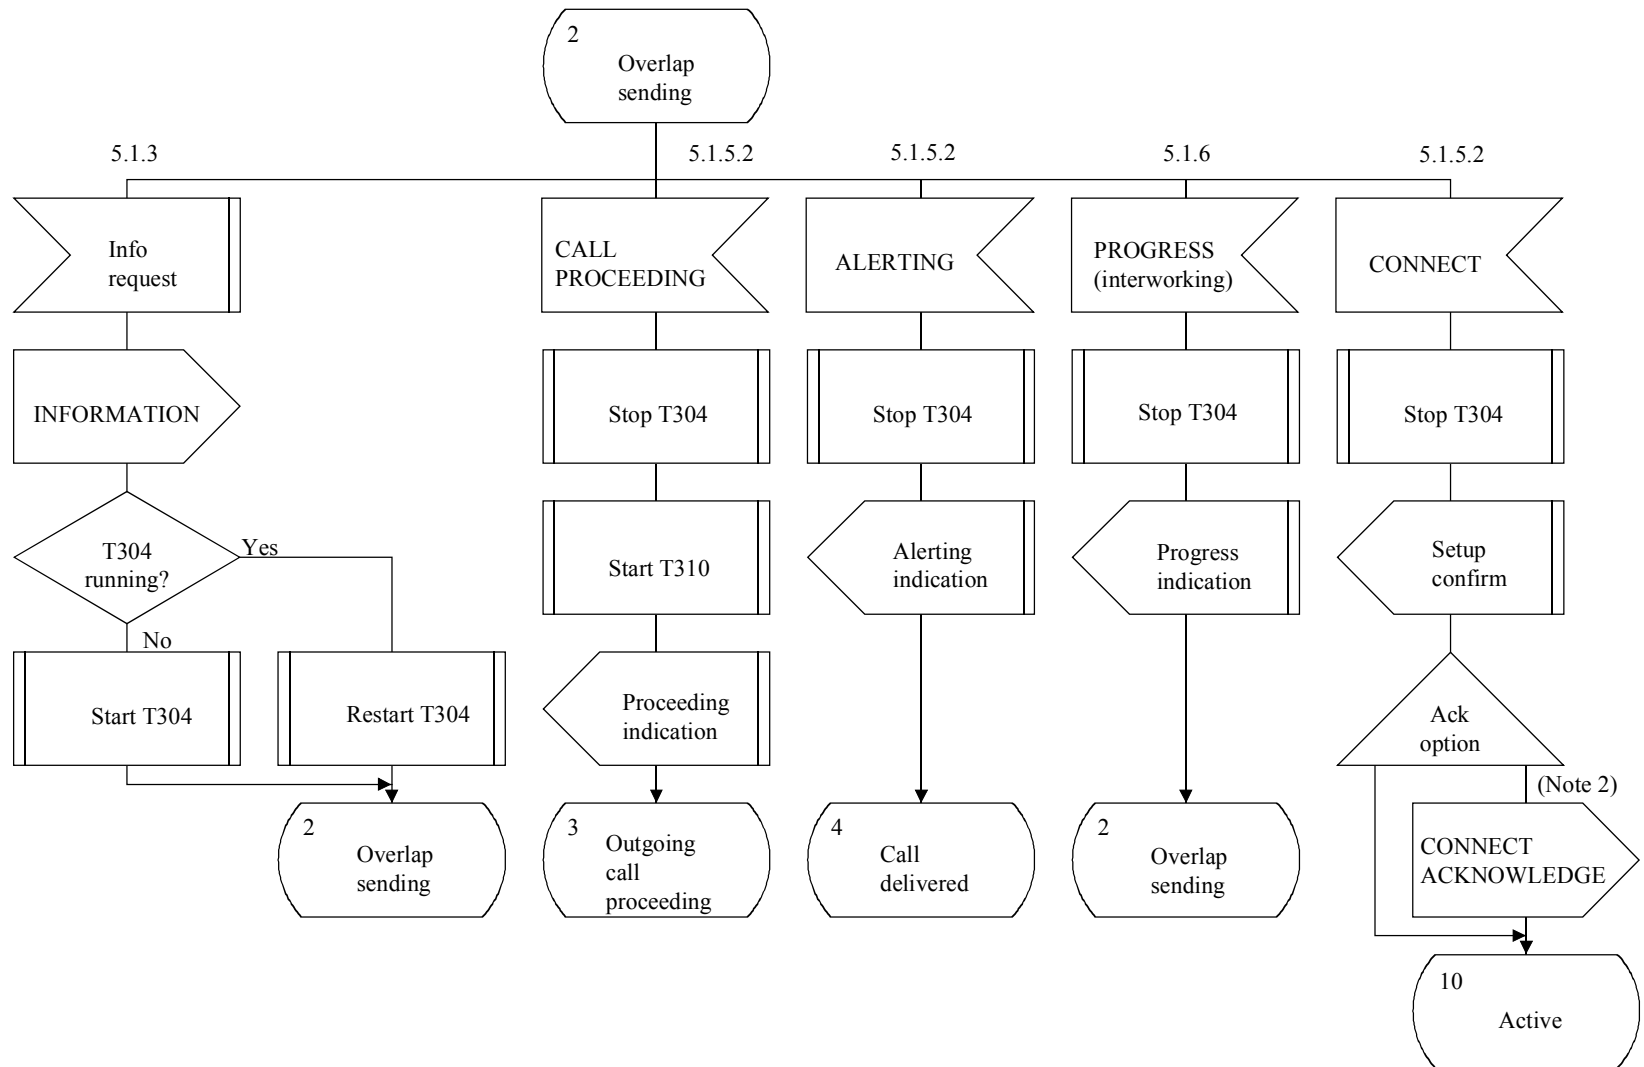 2
Overlap
sending
5.1.3
5.1.5.2
5.1.5.2
5.1.6
5.1.5.2
Info
request
CALL
PROCEEDING
ALERTING
PROGRESS
(interworking)
CONNECT
INFORMATION
Stop T304
Stop T304
Stop T304
Stop T304
T304
running?
Yes
No
Start T310
Alerting
indication
Progress
indication
Setup
confirm
Start T304
Restart T304
Proceeding
indication
Ack
option
(Note 2)
2
Overlap
sending
3
Outgoing
call
proceeding
4
Call
delivered
2
Overlap
sending
CONNECT
ACKNOWLEDGE
10
Active